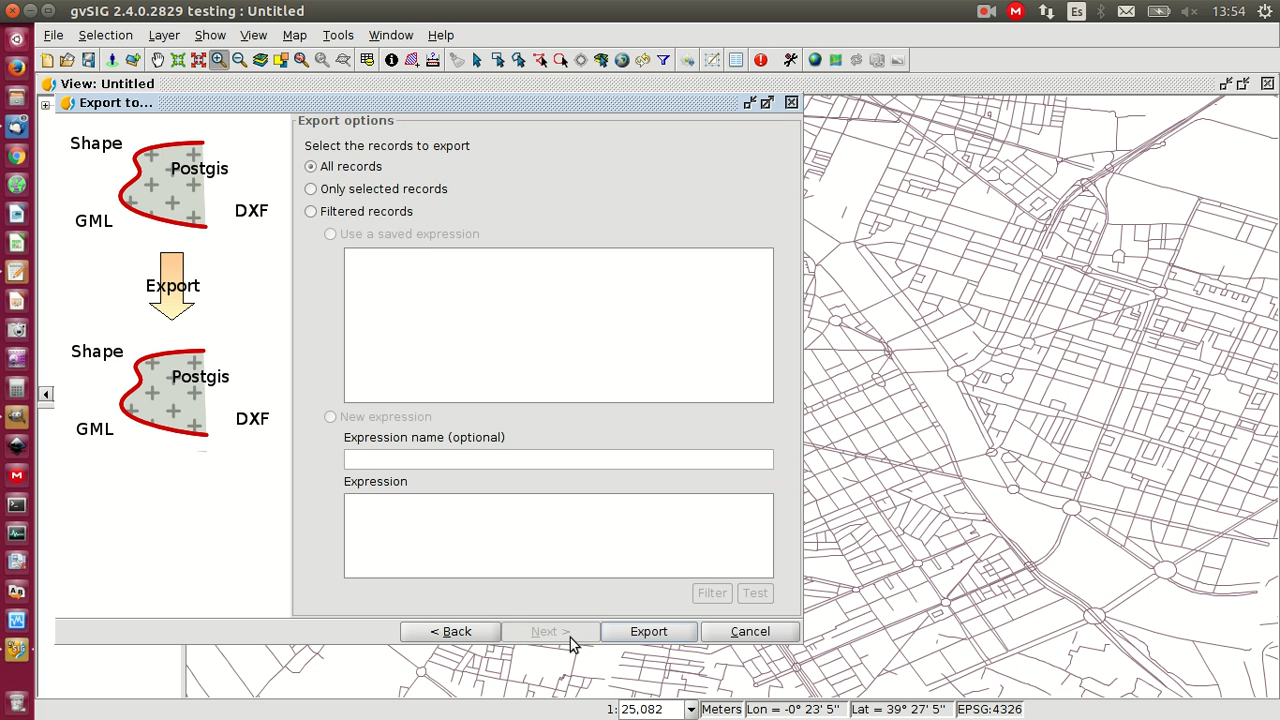 gvSIG 2.4.0.2829 testing : Untitled
Es
13:54
File Selection Layer Show View Map Tools Window Help
View: Untitled
Export to...
Shape
Postgis
GML
DXF
Export
Shape
Postgis
GML
DXF
Export options
Select the records to export
All records
Only selected records
Filtered records
Use a saved expression
New expression
Expression name (optional)
Expression
Filter Test
< Back Next > Export Cancel
1: 25,082 Meters Lon = -0° 23' 5" Lat = 39° 27' 5" EPSG:4326